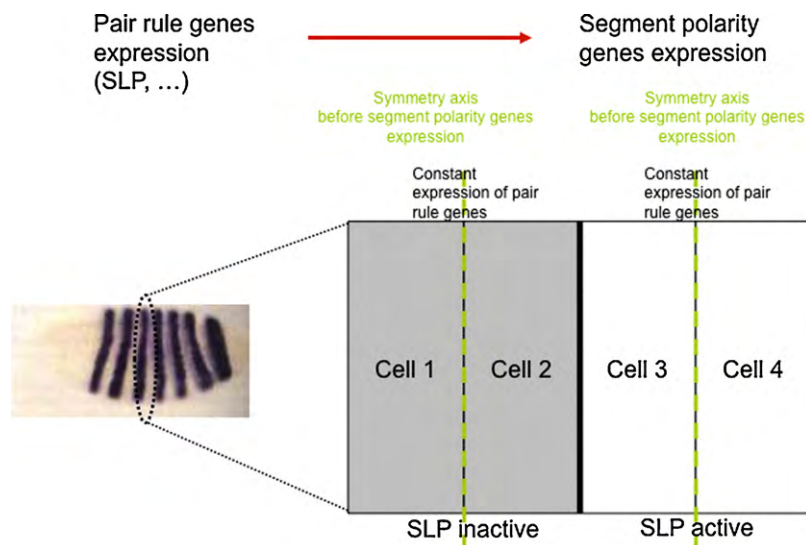 Pair rule genes
expression
(SLP, ...)
Segment polarity
genes expression
Symmetry axis
before segment polarity genes
expression
Symmetry axis
before segment polarity genes
expression
Constant
expression of pair
rule genes
Constant
expression of pair
rule genes
Cell 1
Cell 2
Cell 3
Cell 4
SLP inactive
SLP active